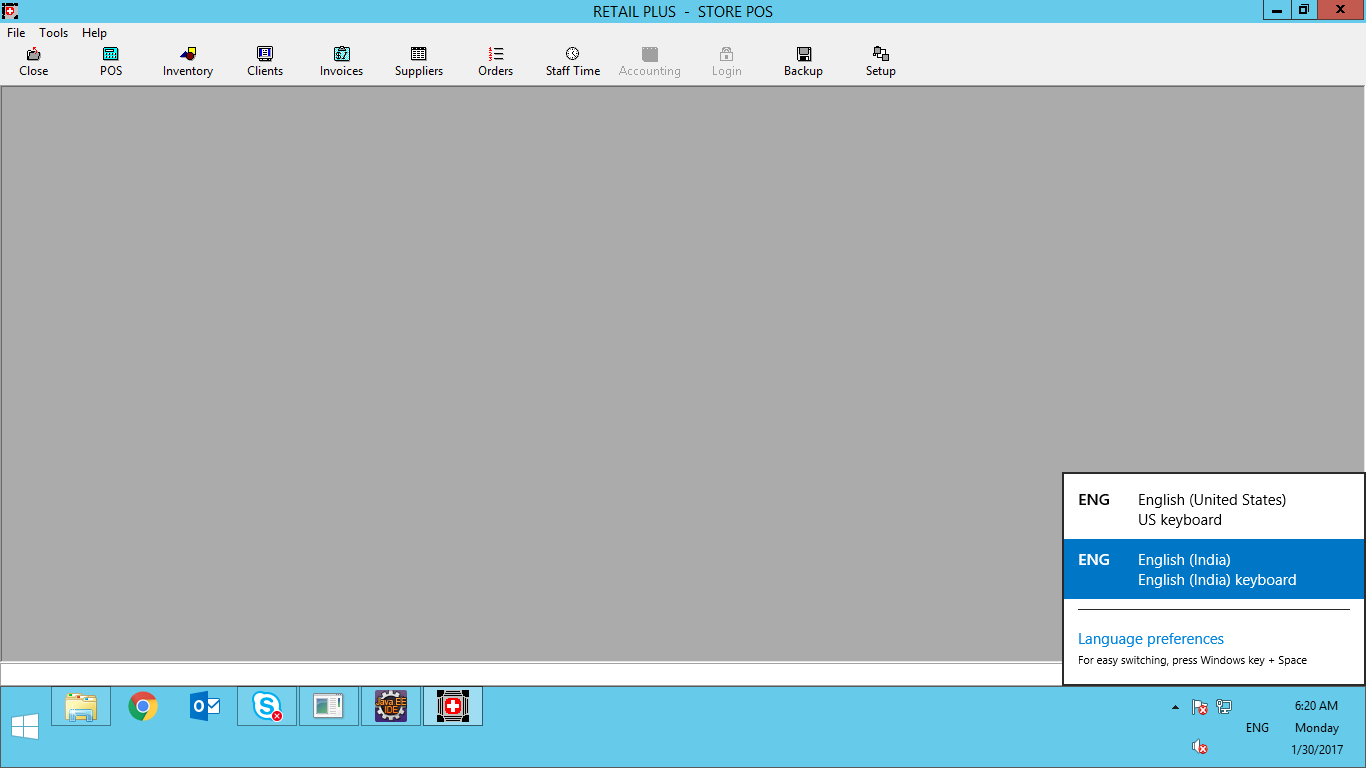 RETAIL PLUS - STORE POS
File Tools Help
Close POS Inventory Clients Invoices Suppliers Orders Staff Time Accounting Login Backup Setup
ENG English (United States)
US keyboard
ENG English (India)
English (India) keyboard
Language preferences
For easy switching, press Windows key + Space
Java EE
IDE
6:20 AM
ENG Monday
1/30/2017